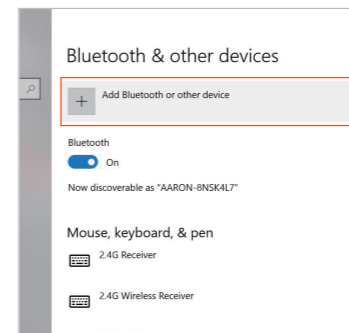 Bluetooth & other devices
Add Bluetooth or other device
Bluetooth
On
Now discoverable as "AARON-8NSK4L7"
Mouse, keyboard, & pen
2.4G Receiver
2.4G Wireless Receiver